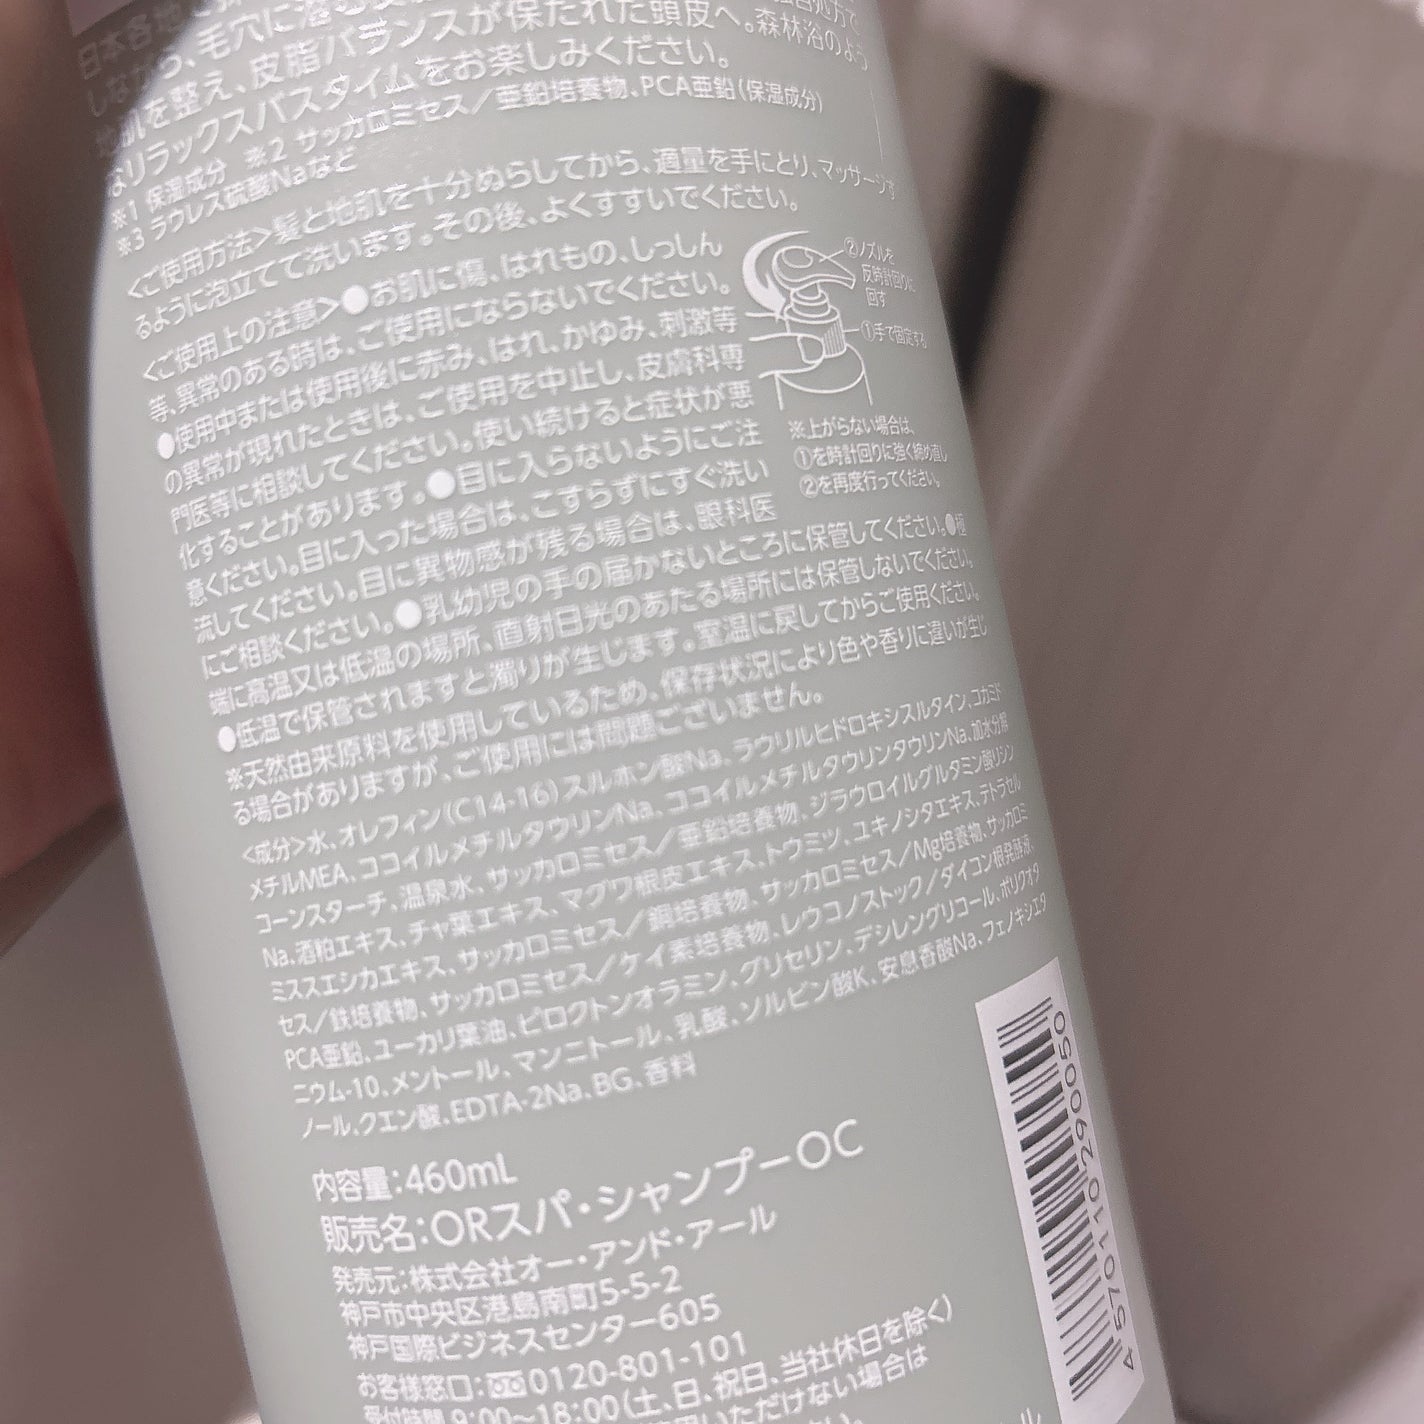 日本各地
しながら、毛穴に
地肌を整え、皮脂バランスが保たれた頭皮へ。森林浴のよう
なリラックスバスタイムをお楽しみください。
※1 保湿成分 ※2 サッカロミセス／亜鉛培養物、PCA亜鉛（保湿成分）
※3 ラウレス硫酸Naなど
<ご使用方法>髪と地肌を十分ぬらしてから、適量を手にとり、マッサージす
るように泡立てて洗います。その後、よくすすいでください。
<ご使用上の注意>●お肌に傷、はれもの、しっしん
等、異常のある時は、ご使用にならないでください。
●使用中または使用後に赤み、はれ、かゆみ、刺激等
の異常が現れたときは、ご使用を中止し、皮膚科専
門医等に相談してください。使い続けると症状が悪
化することがあります。●目に入らないようにご注
意ください。目に入った場合は、こすらずにすぐ洗い
流してください。目に異物感が残る場合は、眼科医
にご相談ください。●乳幼児の手の届かないところに保管してください。●極
端に高温又は低温の場所、直射日光のあたる場所には保管しないでください。
●低温で保管されますと濁りが生じます。室温に戻してからご使用ください。
※天然由来原料を使用しているため、保存状況により色や香りに違いが生じ
る場合がありますが、ご使用には問題ございません。
②ノズルを
反時計回りに
回す
①手で固定する
※上がらない場合は、
①を時計回りに強く締め直し
②を再度行ってください。
<成分>水、オレフィン(C14-16)スルホン酸Na、ラウリルヒドロキシスルタイン、コカミド
メチルMEA、ココイルメチルタウリンNa、ココイルメチルタウリンタウリンNa、加水分解
コーンスターチ、温泉水、サッカロミセス／亜鉛培養物、ジラウロイルグルタミン酸リシン
Na、酒粕エキス、チャ葉エキス、マグワ根皮エキス、トウミツ、ユキノシタエキス、テトラセル
ミススエシカエキス、サッカロミセス／銅培養物、サッカロミセス／Mg培養物、サッカロミ
セス／鉄培養物、サッカロミセス／ケイ素培養物、レウコノストック／ダイコン根発酵液、
PCA亜鉛、ユーカリ葉油、ピロクトンオラミン、グリセリン、デシレングリコール、ポリクオタ
ニウム-10、メントール、マンニトール、乳酸、ソルビン酸K、安息香酸Na、フェノキシエタ
ノール、クエン酸、EDTA-2Na、BG、香料
内容量：460mL
販売名：ORスパ・シャンプーOC
発売元：株式会社オー・アンド・アール
神戸市中央区港島南町5-5-2
神戸国際ビジネスセンター605
お客様窓口：0120-801-101
受付時間 9:00～18:00（土、日、祝日、当社休日を除く）
いただけない場合は
4 570110 290050